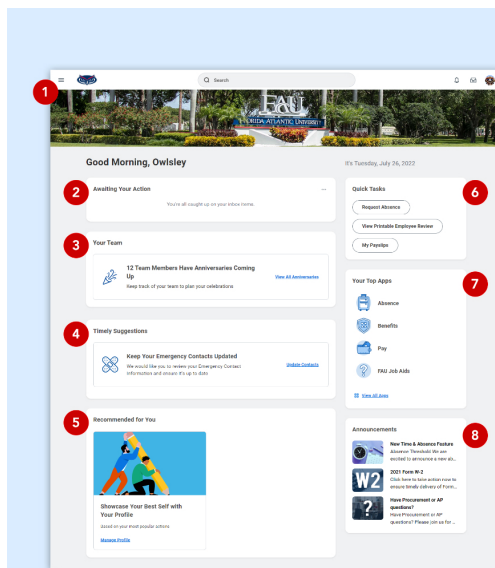 Search
1
FAU
FLORIDA ATLANTIC UNIVERSITY
Good Morning, Owlsley
It's Tuesday, July 26, 2022
2
Awaiting Your Action
You're all caught up on your inbox items.
3
Your Team
12 Team Members Have Anniversaries Coming
Up
Keep track of your team to plan your celebrations
View All Anniversaries
4
Timely Suggestions
Keep Your Emergency Contacts Updated
We would like you to review your Emergency Contact
information and ensure it's up to date
Update Contacts
5
Recommended for You
Showcase Your Best Self with
Your Profile
Based on your most popular actions
Manage Profile
6
Quick Tasks
Request Absence
View Printable Employee Review
My Payslips
7
Your Top Apps
Absence
Benefits
Pay
?
FAU Job Aids
View All Apps
8
Announcements
New Time & Absence Feature
Absence Threshold We are
excited to announce a new ab...
W2
2021 Form W-2
Click here to take action now to
ensure timely delivery of Form...
?
Have Procurement or AP
questions?
Have Procurement or AP
questions? Please join us for ...